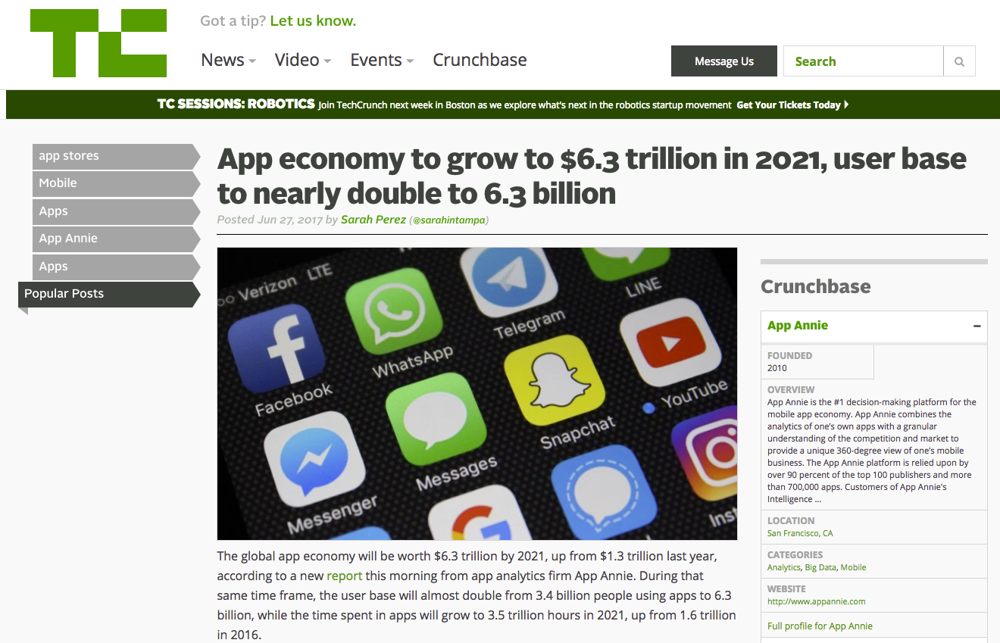 TC
Got a tip? Let us know.
News
Video
Events
Crunchbase
Message Us
Search
TC SESSIONS: ROBOTICS Join TechCrunch next week in Boston as we explore what's next in the robotics startup movement Get Your Tickets Today
app stores
Mobile
Apps
App Annie
Apps
Popular Posts
App economy to grow to $6.3 trillion in 2021, user base
to nearly double to 6.3 billion
Posted Jun 27, 2017 by Sarah Perez (@sarahintampa)
Verizon LTE
Facebook
WhatsApp
Telegram
LINE
Messenger
Messages
Snapchat
YouTube
Inst
The global app economy will be worth $6.3 trillion by 2021, up from $1.3 trillion last year,
according to a new report this morning from app analytics firm App Annie. During that
same time frame, the user base will almost double from 3.4 billion people using apps to 6.3
billion, while the time spent in apps will grow to 3.5 trillion hours in 2021, up from 1.6 trillion
in 2016.
Crunchbase
App Annie
FOUNDED
2010
OVERVIEW
App Annie is the #1 decision-making platform for the
mobile app economy. App Annie combines the
analytics of one's own apps with a granular
understanding of the competition and market to
provide a unique 360-degree view of one's mobile
business. The App Annie platform is relied upon by
over 90 percent of the top 100 publishers and more
than 700,000 apps. Customers of App Annie's
Intelligence ...
LOCATION
San Francisco, CA
CATEGORIES
Analytics, Big Data, Mobile
WEBSITE
http://www.appannie.com
Full profile for App Annie